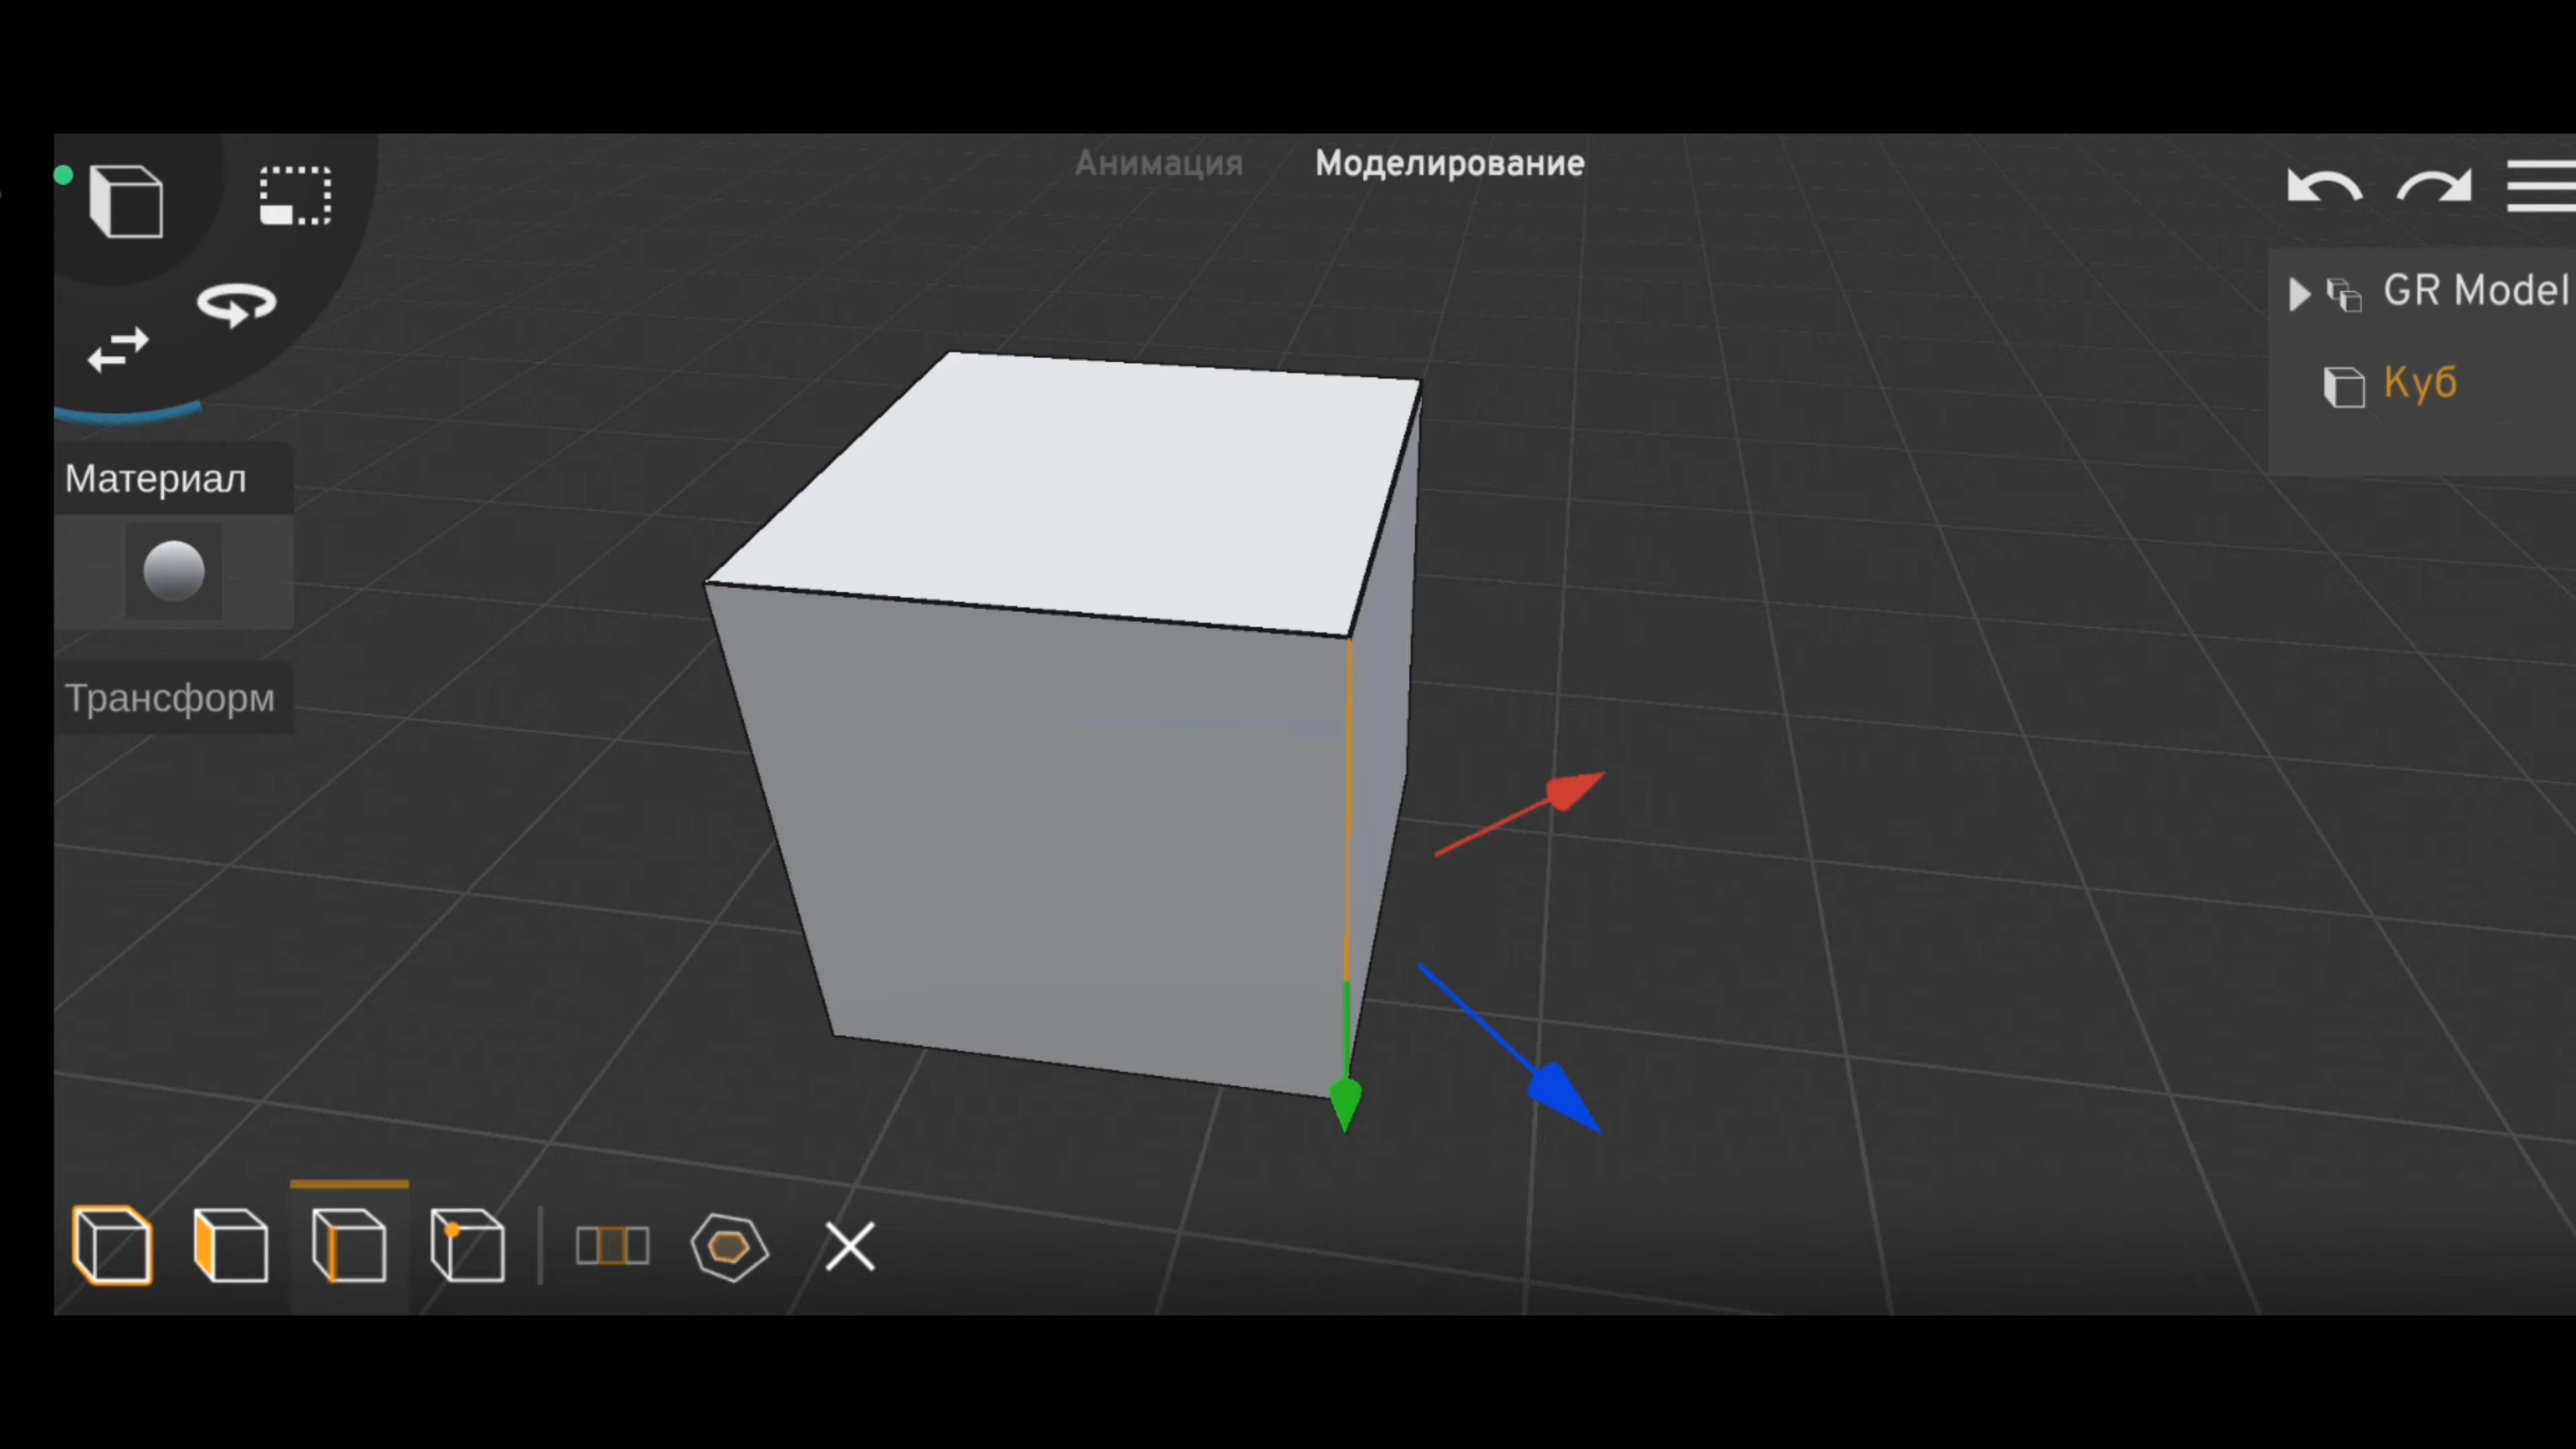 Анимация Моделирование
GR Model
Куб
Материал
Трансформ